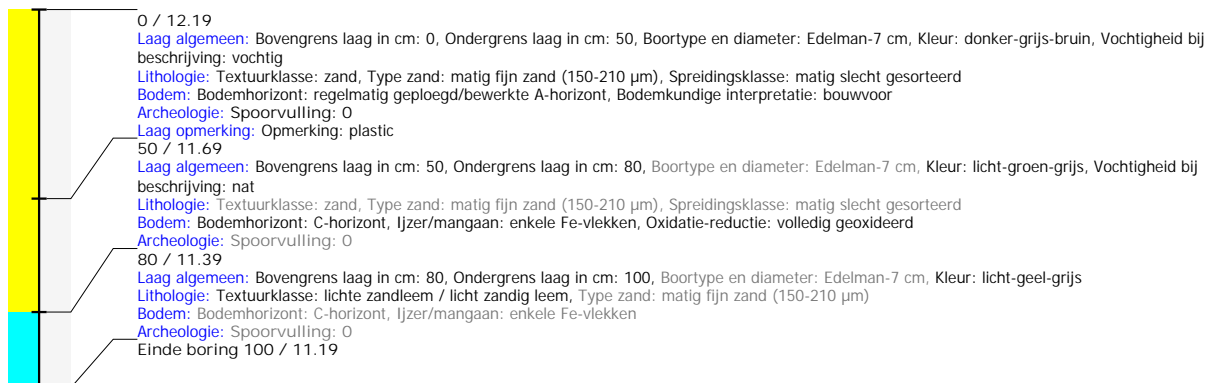 0 / 12.19
Laag algemeen: Bovengrens laag in cm: 0, Ondergrens laag in cm: 50, Boortype en diameter: Edelman-7 cm, Kleur: donker-grijs-bruin, Vochtigheid bij
beschrijving: vochtig
Lithologie: Textuurklasse: zand, Type zand: matig fijn zand (150-210 µm), Spreidingsklasse: matig slecht gesorteerd
Bodem: Bodemhorizont: regelmatig geploegd/bewerkte A-horizont, Bodemkundige interpretatie: bouwvoor
Archeologie: Spoorvulling: 0
Laag opmerking: Opmerking: plastic
50 / 11.69
Laag algemeen: Bovengrens laag in cm: 50, Ondergrens laag in cm: 80, Boortype en diameter: Edelman-7 cm, Kleur: licht-groen-grijs, Vochtigheid bij
beschrijving: nat
Lithologie: Textuurklasse: zand, Type zand: matig fijn zand (150-210 µm), Spreidingsklasse: matig slecht gesorteerd
Bodem: Bodemhorizont: C-horizont, Ijzer/mangaan: enkele Fe-vlekken, Oxidatie-reductie: volledig geoxideerd
Archeologie: Spoorvulling: 0
80 / 11.39
Laag algemeen: Bovengrens laag in cm: 80, Ondergrens laag in cm: 100, Boortype en diameter: Edelman-7 cm, Kleur: licht-geel-grijs
Lithologie: Textuurklasse: lichte zandleem / licht zandig leem, Type zand: matig fijn zand (150-210 µm)
Bodem: Bodemhorizont: C-horizont, Ijzer/mangaan: enkele Fe-vlekken
Archeologie: Spoorvulling: 0
Einde boring 100 / 11.19